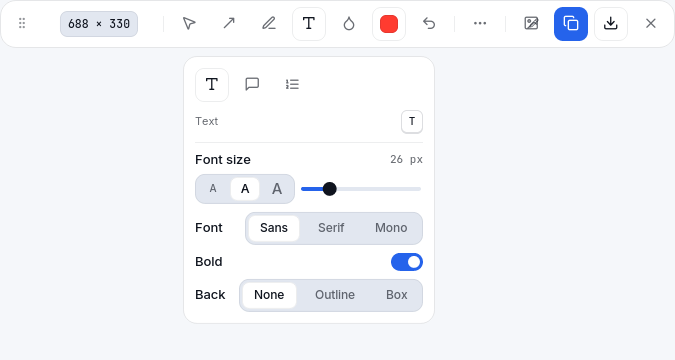 688 × 330
T
T
Text
T
Font size
26 px
A A A
Font
Sans Serif Mono
Bold
Back
None Outline Box